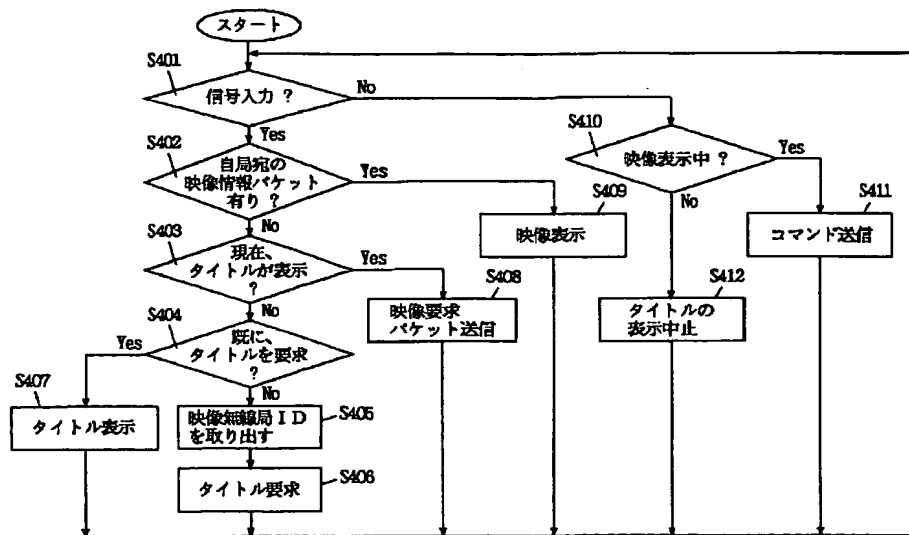 スタート
S401
信号入力 ?
No
Yes
S410
映像表示中 ?
Yes
No
S402
自局宛の
映像情報パケット
有り ?
Yes
No
S409
映像表示
S411
コマンド送信
S403
現在、
タイトルが表示
?
Yes
No
S408
映像要求
パケット送信
S412
タイトルの
表示中止
S404
既に、
タイトルを要求
?
Yes
No
S407
タイトル表示
映像無線局ID
を取り出す
S405
タイトル要求
S406